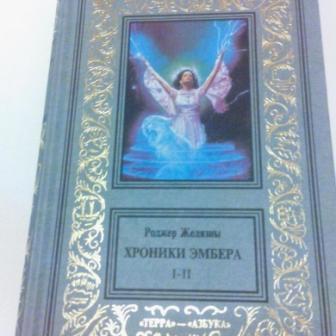 Роджер Желязны
ХРОНИКИ ЭМБЕРА
I-II
«ТЕРРА» — «АЗБУКА»